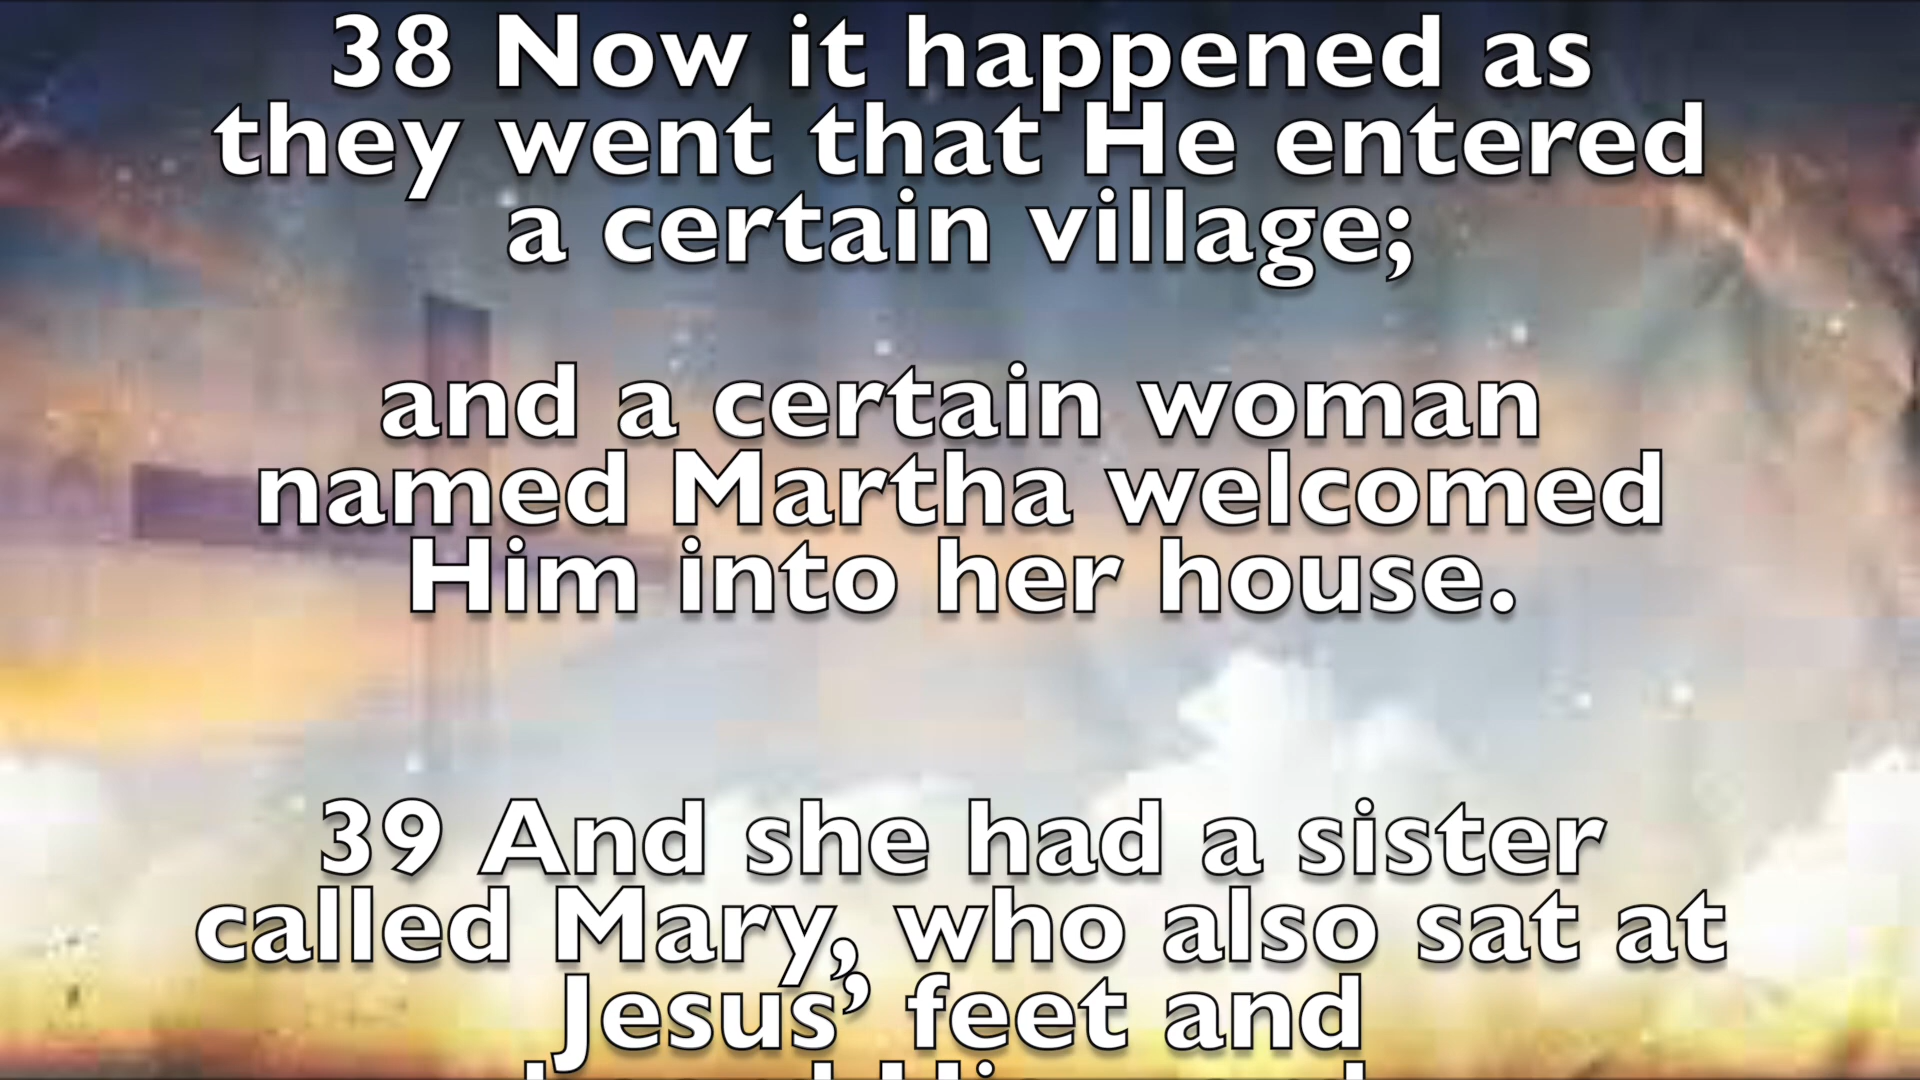 38 Now it happened as
they went that He entered
a certain village;
and a certain woman
named Martha welcomed
Him into her house.
39 And she had a sister
called Mary, who also sat at
Jesus’ feet and